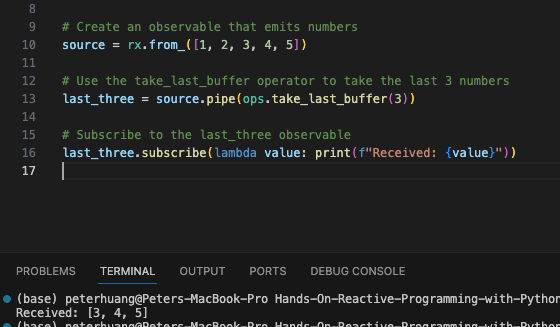 8
9 # Create an observable that emits numbers
10 source = rx.from_([1, 2, 3, 4, 5])
11
12 # Use the take_last_buffer operator to take the last 3 numbers
13 last_three = source.pipe(ops.take_last_buffer(3))
14
15 # Subscribe to the last_three observable
16 last_three.subscribe(lambda value: print(f"Received: {value}"))
17
PROBLEMS TERMINAL OUTPUT PORTS DEBUG CONSOLE
(base) peterhuang@Peters-MacBook-Pro Hands-On-Reactive-Programming-with-Python
Received: [3, 4, 5]
(base) peterhuang@Peters-MacBook-Pro Hands-On-Reactive-Programming-with-Python